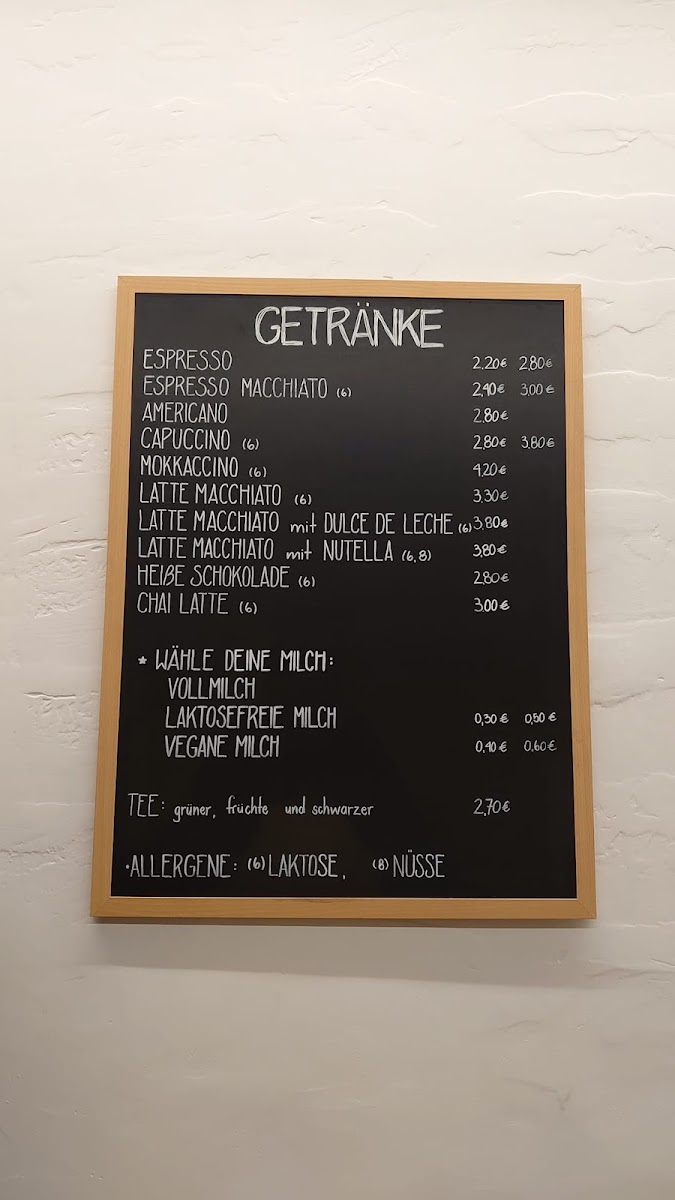 GETRÄNKE
ESPRESSO 2.20€ 2.80€
ESPRESSO MACCHIATO (6) 2,40€ 3,00€
AMERICANO 2.80€
CAPUCCINO (6) 2,80€ 3,80€
MOKKACCINO (6) 4,20€
LATTE MACCHIATO (6) 3,30€
LATTE MACCHIATO mit DULCE DE LECHE (6) 3,80€
LATTE MACCHIATO mit NUTELLA (6,8) 3,80€
HEIßE SCHOKOLADE (6) 2,80€
CHAI LATTE (6) 3.00€
* WÄHLE DEINE MILCH:
VOLLMILCH
LAKTOSEFREIE MILCH 0,30€ 0,50€
VEGANE MILCH 0,40€ 0,60€
TEE: grüner, früchte und schwarzer 2,70€
·ALLERGENE: (6) LAKTOSE, (8) NÜSSE